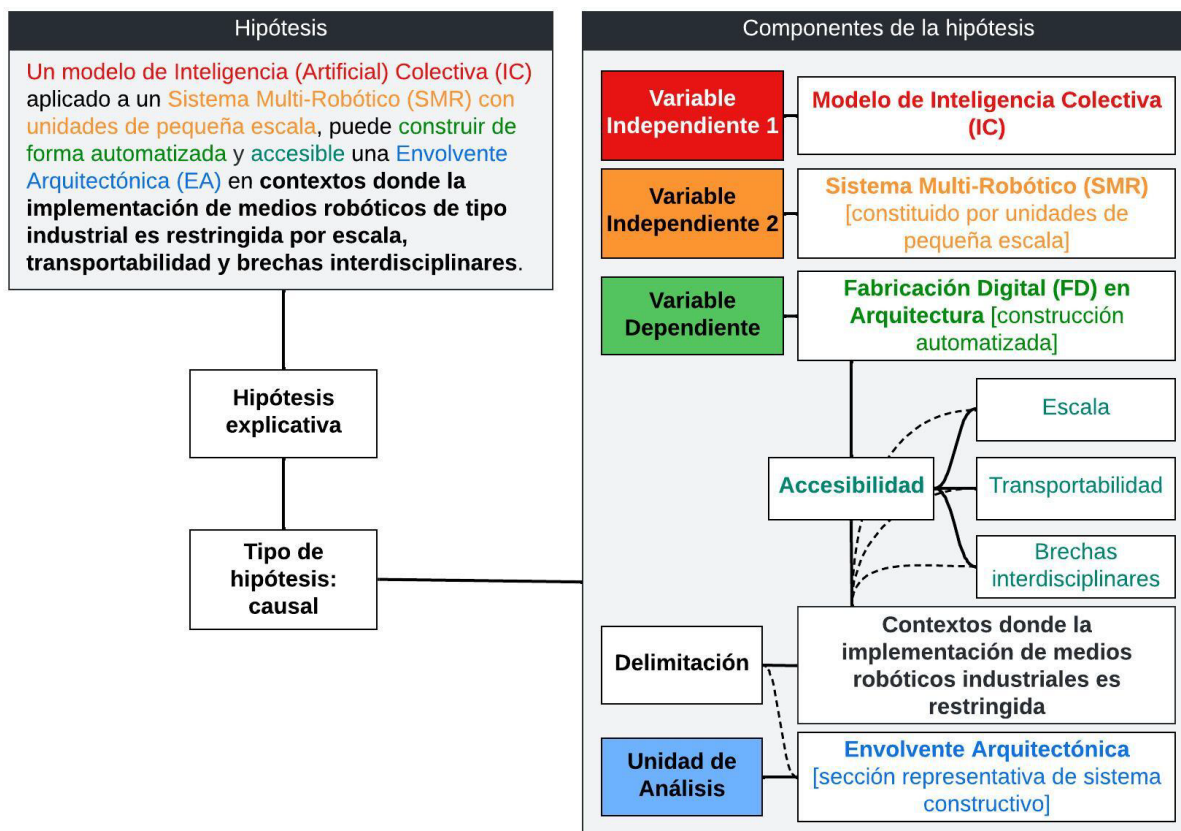 Hipótesis
Un modelo de Inteligencia (Artificial) Colectiva (IC)
aplicado a un Sistema Multi-Robótico (SMR) con
unidades de pequeña escala, puede construir de
forma automatizada y accesible una Envolvente
Arquitectónica (EA) en contextos donde la
implementación de medios robóticos de tipo
industrial es restringida por escala,
transportabilidad y brechas interdisciplinares.
Hipótesis
explicativa
Tipo de
hipótesis:
causal
Componentes de la hipótesis
Variable
Independiente 1
Modelo de Inteligencia Colectiva
(IC)
Variable
Independiente 2
Sistema Multi-Robótico (SMR)
[constituido por unidades de
pequeña escala]
Variable
Dependiente
Fabricación Digital (FD) en
Arquitectura [construcción
automatizada]
Accesibilidad
Escala
Transportabilidad
Brechas
interdisciplinares
Delimitación
Contextos donde la
implementación de medios
robóticos industriales es
restringida
Unidad de
Análisis
Envolvente Arquitectónica
[sección representativa de sistema
constructivo]